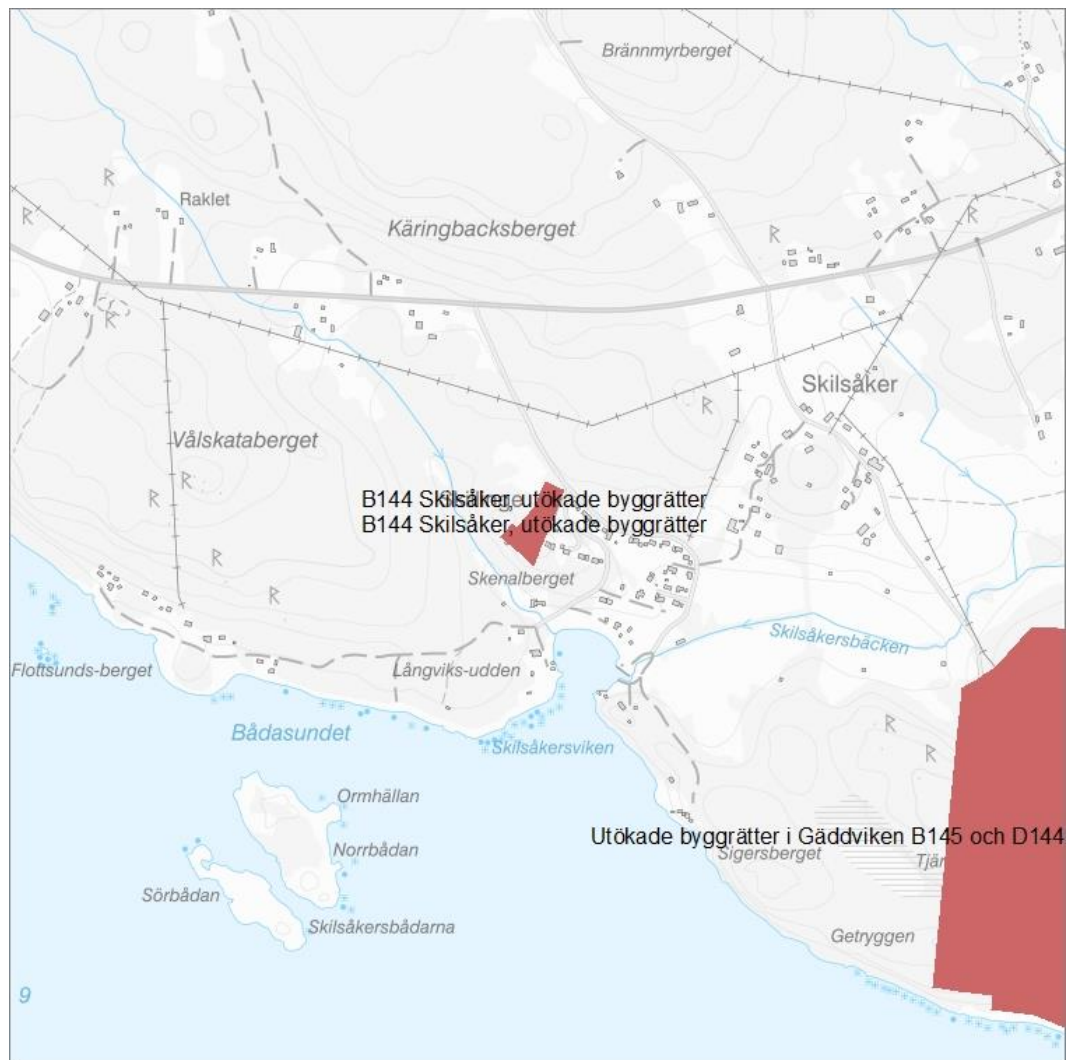 Brännmyrberget
Raklet
Käringbacksberget
Skilsåker
Vålskataberget
B144 Skilsåker, utökade byggrätter
B144 Skilsåker, utökade byggrätter
Skenalberget
Skilsåkersbäcken
Flottsunds-berget
Långviks-udden
Bådasundet
Skilsåkersviken
Ormhällan
Norrbådan
Utökade byggrätter i Gäddviken B145 och D144
Sigersberget
Tjär
Sörbådan
Skilsåkersbådarna
Getryggen
9